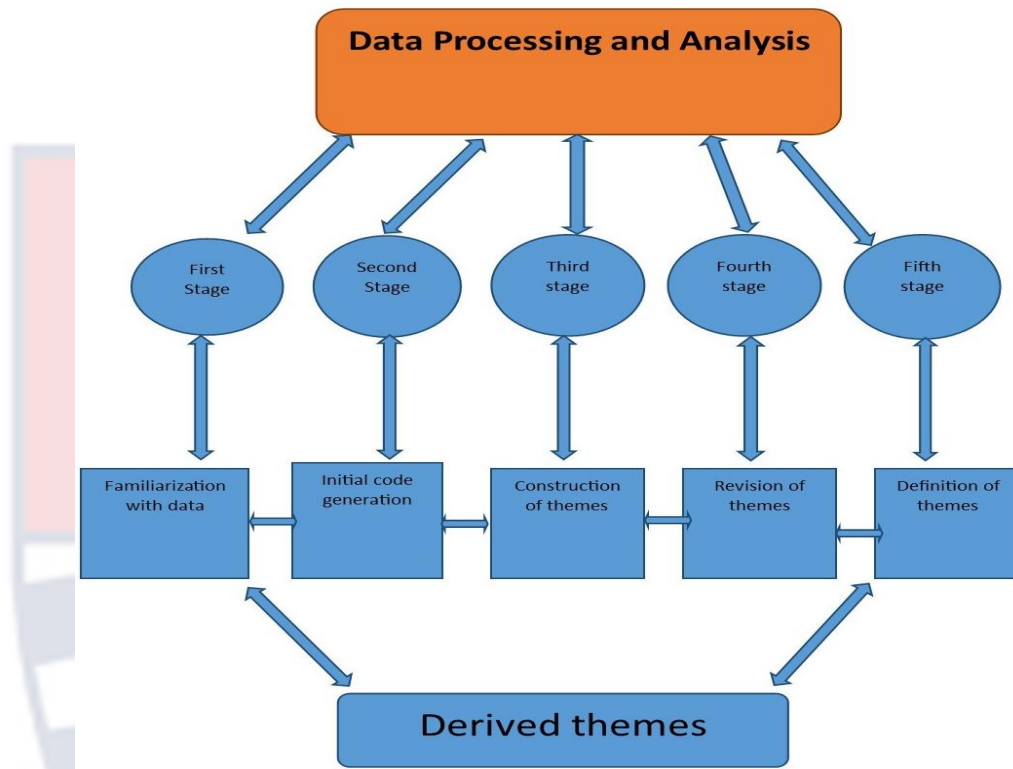 Data Processing and Analysis
First
Stage
Second
Stage
Third
stage
Fourth
stage
Fifth
stage
Familiarization
with data
Initial code
generation
Construction
of themes
Revision of
themes
Definition of
themes
Derived themes